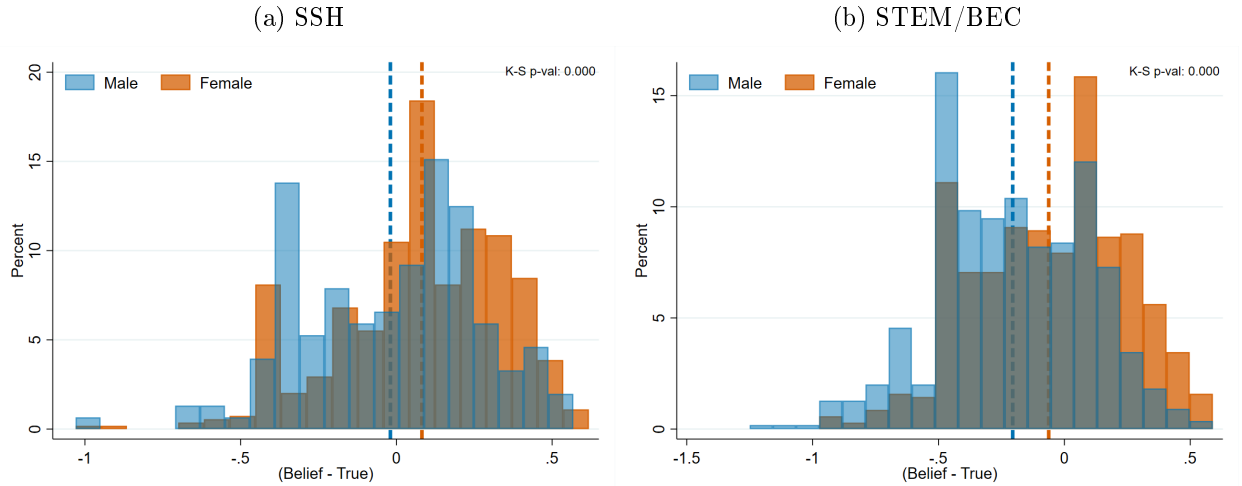 (a) SSH
Male
Female
K-S p-val: 0.000
Percent
20
15
10
5
0
-1
-.5
0
.5
(Belief - True)
(b) STEM/BEC
Male
Female
K-S p-val: 0.000
Percent
15
10
5
0
-1.5
-1
-.5
0
.5
(Belief - True)